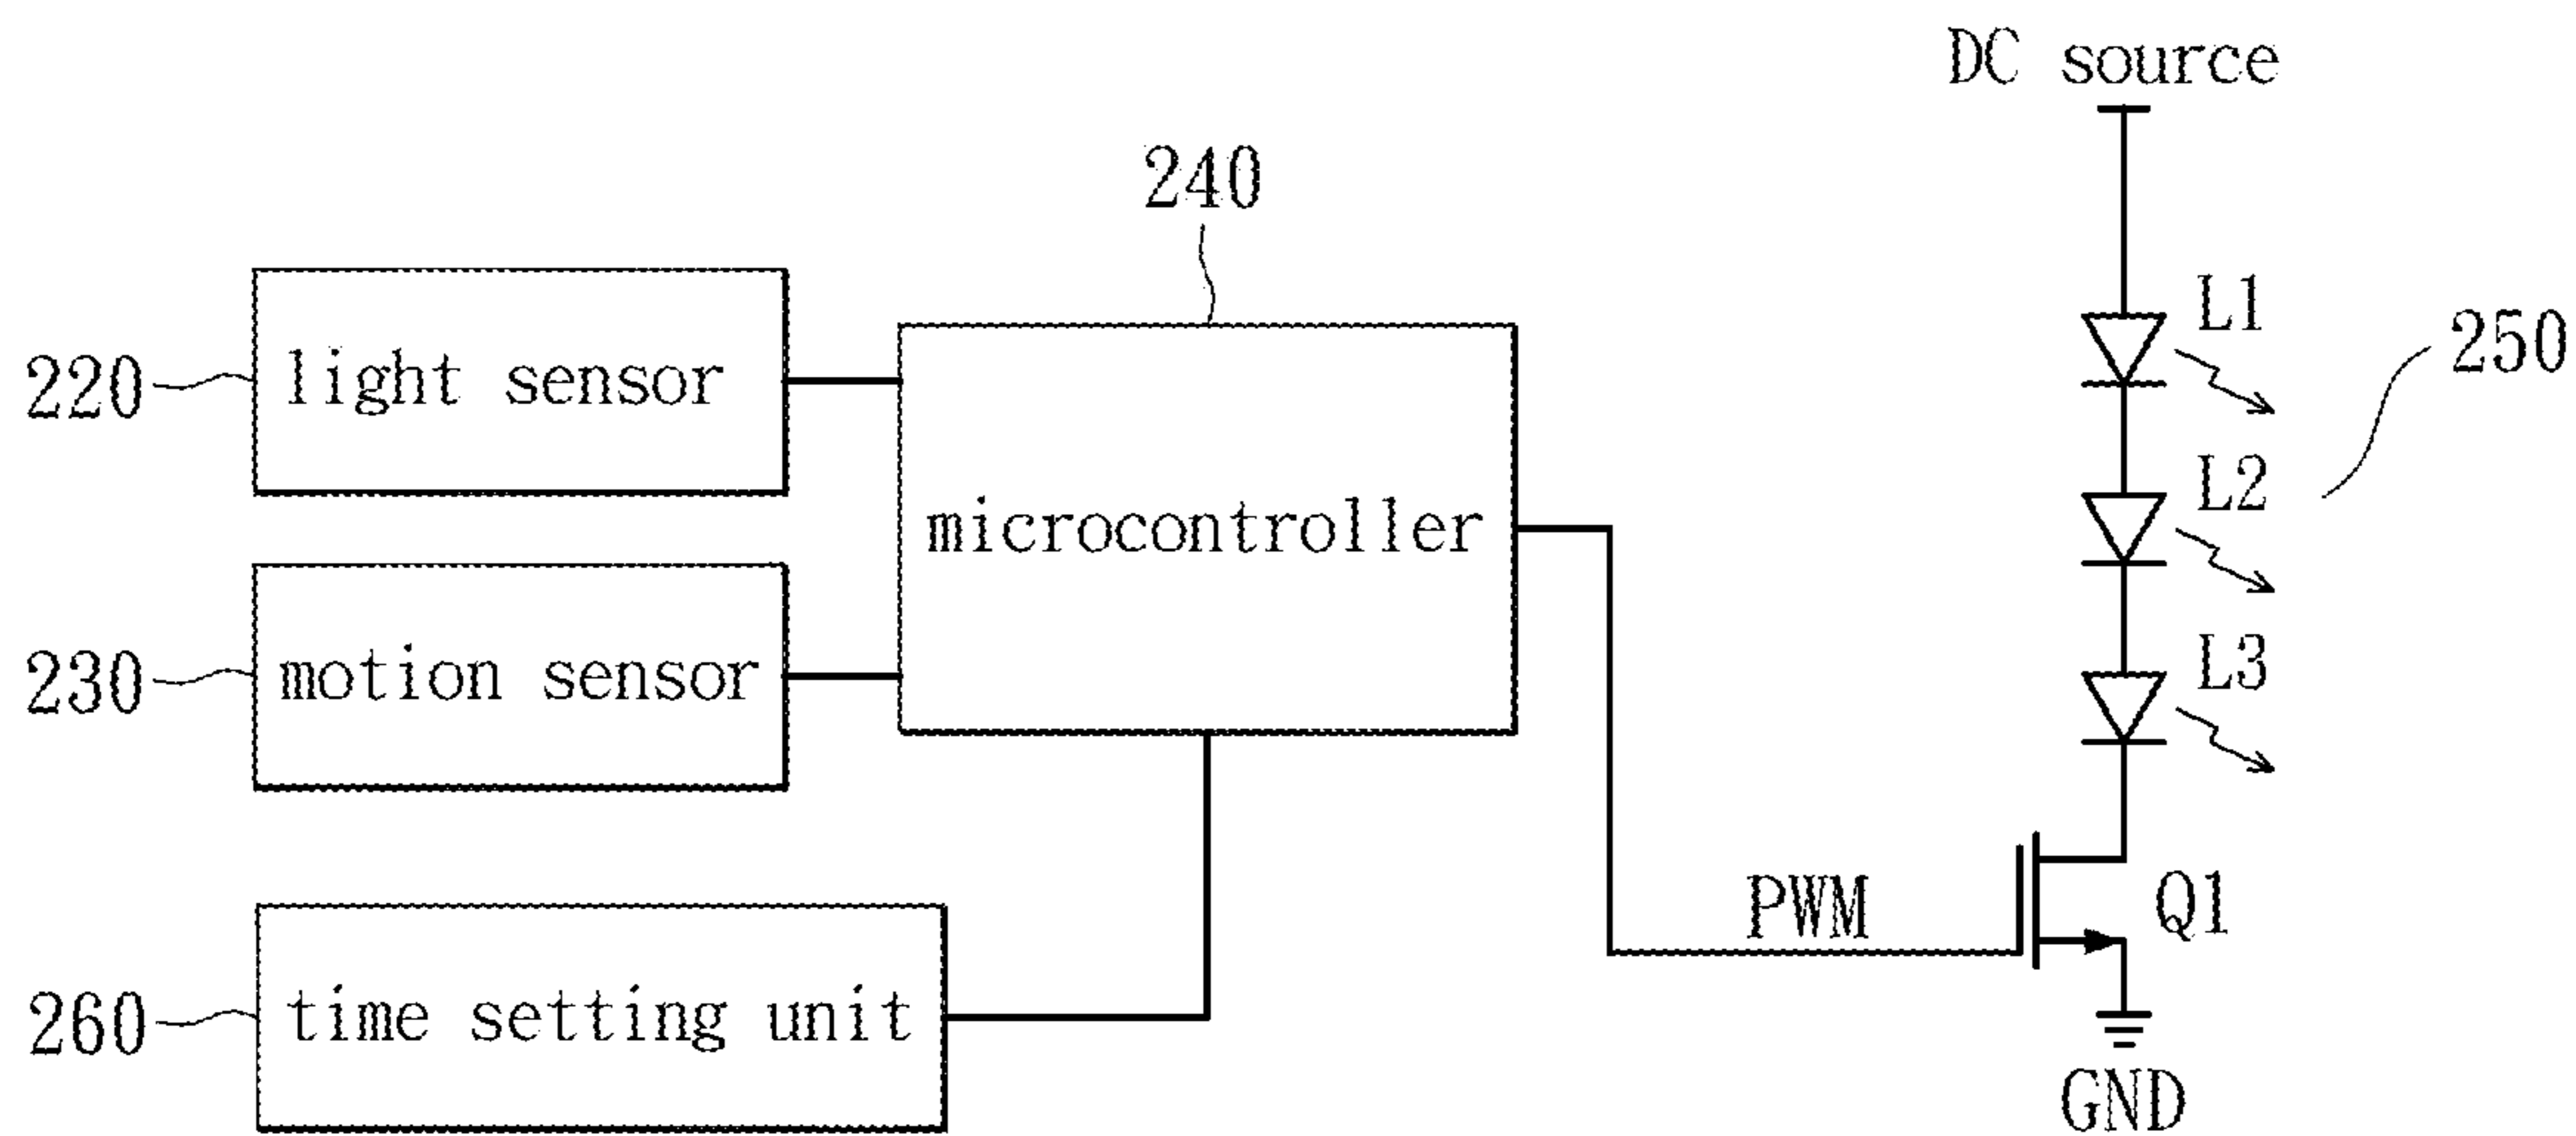 DC source
240
L1
250
220
light sensor
microcontroller
L2
230
motion sensor
L3
PWM
Q1
260
time setting unit
GND